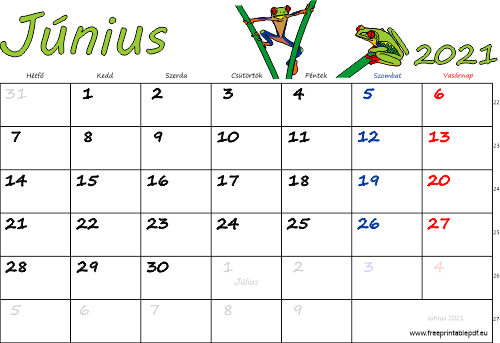 Június 2021
Hétfő Kedd Szerda Csütörtök Péntek Szombat Vasárnap
31 1 2 3 4 5 6 22
7 8 9 10 11 12 13 23
14 15 16 17 18 19 20 24
21 22 23 24 25 26 27 25
28 29 30 1 2 3 4 26
Július
5 6 7 8 9 27
Június 2021
www.freeprintablepdf.eu